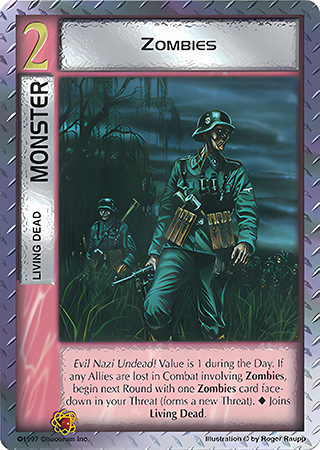 2
Zombies
MONSTER
LIVING DEAD
Evil Nazi Undead! Value is 1 during the Day. If
any Allies are lost in Combat involving Zombies,
begin next Round with one Zombies card face-
down in your Threat (forms a new Threat). ♦ Joins
Living Dead.
©1997 Chaosium Inc.
Illustration © by Roger Raupp